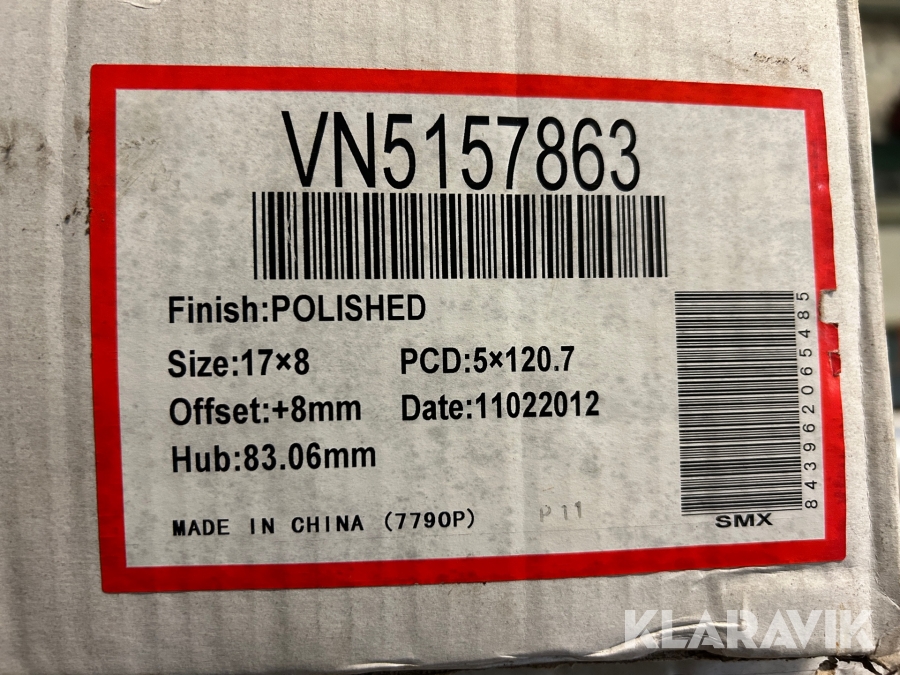 VN5157863
Finish:POLISHED
Size:17×8 PCD:5×120.7
Offset:+8mm Date:11022012
Hub:83.06mm
MADE IN CHINA (7790P)
P11
843962065485
SMX
KLARAVIK